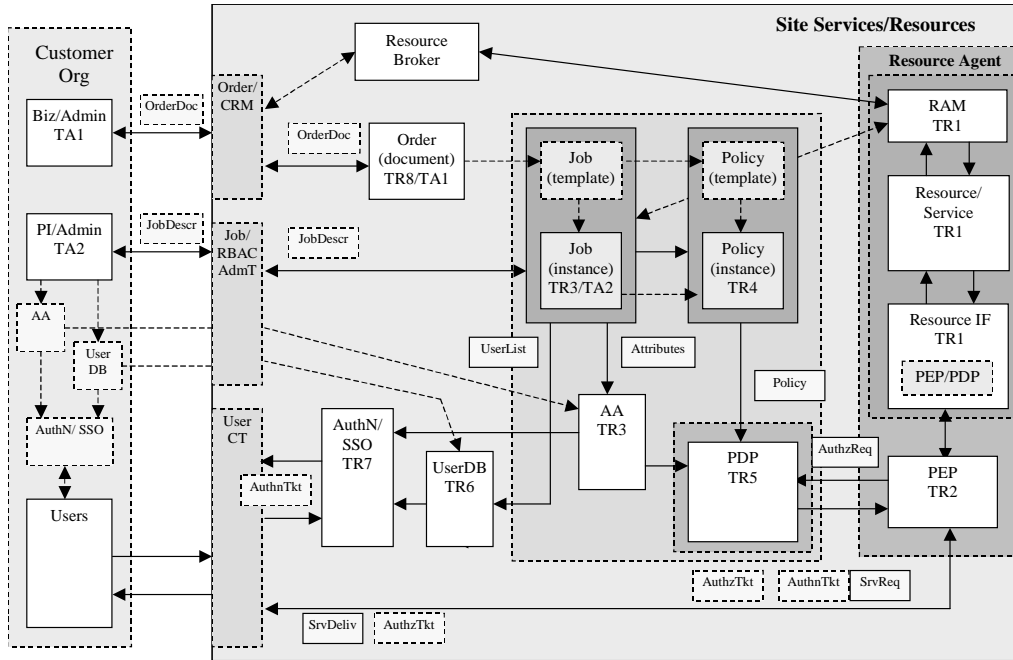 Site Services/Resources
Customer
Org
Biz/Admin
TA1
OrderDoc
PI/Admin
TA2
JobDescr
AA
User
DB
AuthN/ SSO
Users
Order/
CRM
Job/
RBAC
AdmT
User
CT
Resource
Broker
OrderDoc
Order
(document)
TR8/TA1
JobDescr
Job
(template)
Policy
(template)
Job
(instance)
TR3/TA2
Policy
(instance)
TR4
UserList
Attributes
Policy
AuthN/
SSO
TR7
AuthnTkt
UserDB
TR6
AA
TR3
PDP
TR5
AuthzReq
Resource Agent
RAM
TR1
Resource/
Service
TR1
Resource IF
TR1
PEP/PDP
PEP
TR2
AuthzTkt
AuthnTkt
SrvReq
SrvDeliv
AuthzTkt